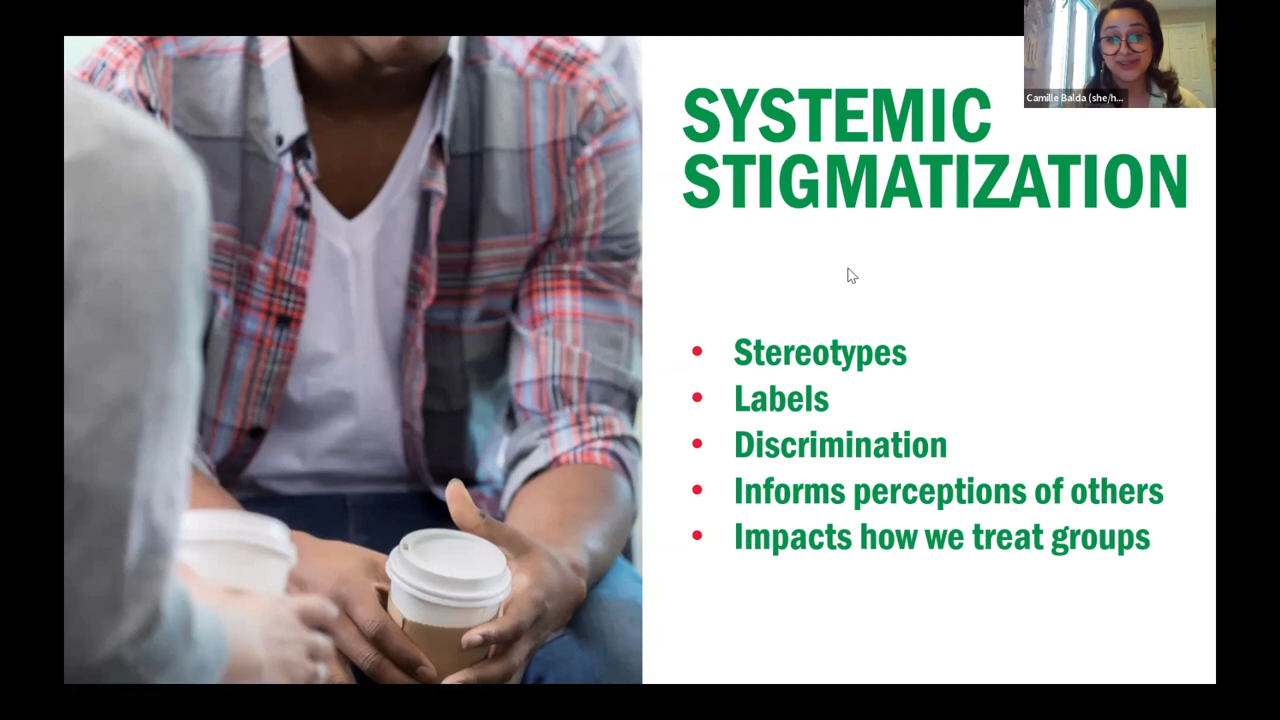 Camille Balda (she/h...
SYSTEMIC
STIGMATIZATION
• Stereotypes
• Labels
• Discrimination
• Informs perceptions of others
• Impacts how we treat groups